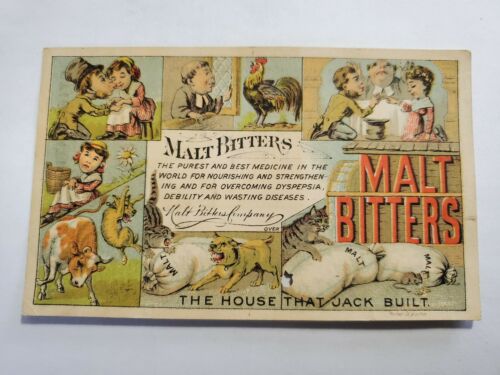 MALT BITTERS
THE PUREST AND BEST MEDICINE IN THE
WORLD FOR NOURISHING AND STRENGTHEN-
ING AND FOR OVERCOMING DYSPEPSIA,
DEBILITY AND WASTING DISEASES.
Malt Bitters Company
OVER
MALT
BITTERS
MALT
MALT
MALT
THE HOUSE THAT JACK BUILT.